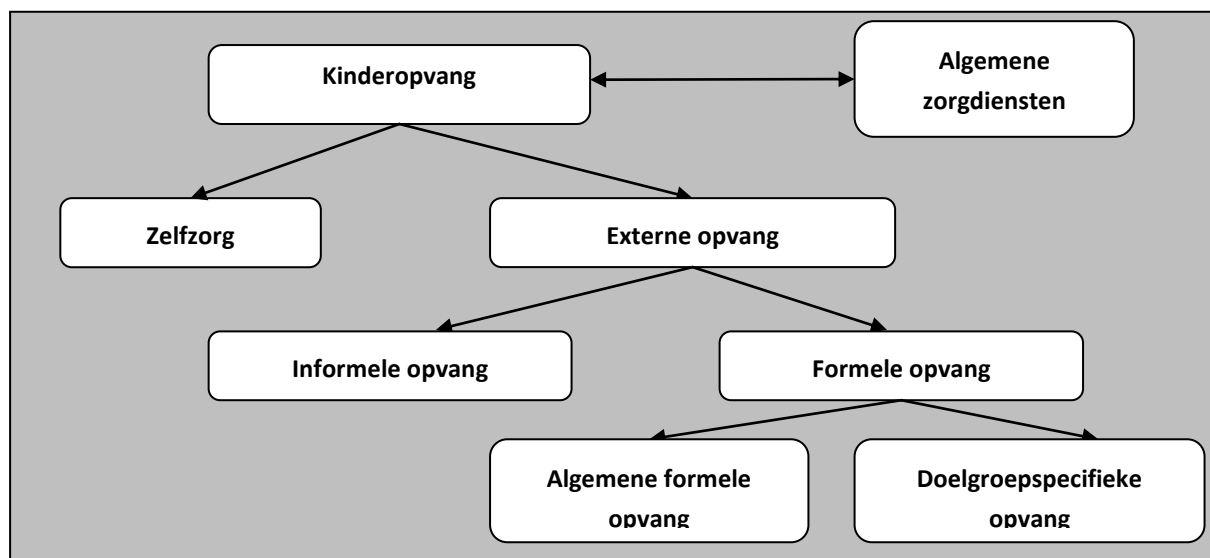 Kinderopvang
Algemene
zorgdiensten
Zelfzorg
Externe opvang
Informele opvang
Formele opvang
Algemene formele
opvang
Doelgroepspecifieke
opvang